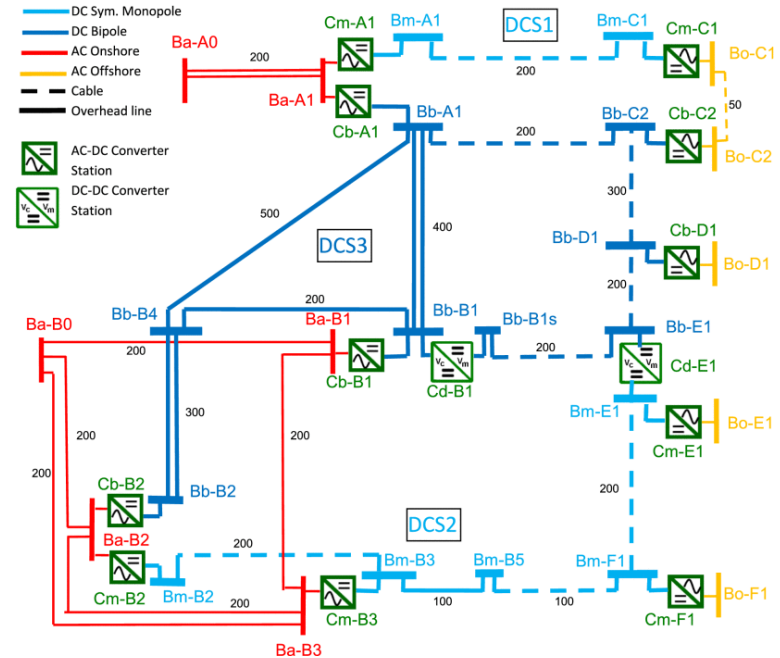 DC Sym. Monopole
DC Bipole
AC Onshore
AC Offshore
Cable
Overhead line
AC-DC Converter
Station
DC-DC Converter
Station
Vc
Vm
Ba-A0
200
Ba-A1
Cm-A1
Bm-A1
DCS1
200
Bm-C1
Cm-C1
Bo-C1
50
Cb-A1
Bb-A1
200
Bb-C2
Cb-C2
Bo-C2
500
400
300
DCS3
Bb-D1
Cb-D1
Bo-D1
200
Bb-B4
200
Ba-B1
Bb-B1
Bb-B1s
Bb-E1
Ba-B0
200
Cb-B1
Vc
Vm
Cd-B1
200
Vc
Vm
Cd-E1
Bm-E1
Cm-E1
Bo-E1
300
200
200
200
200
Cb-B2
Bb-B2
Ba-B2
DCS2
200
Cm-B2
Bm-B2
Bm-B3
Bm-B5
Bm-F1
Cm-F1
Bo-F1
200
Cm-B3
100
100
Ba-B3